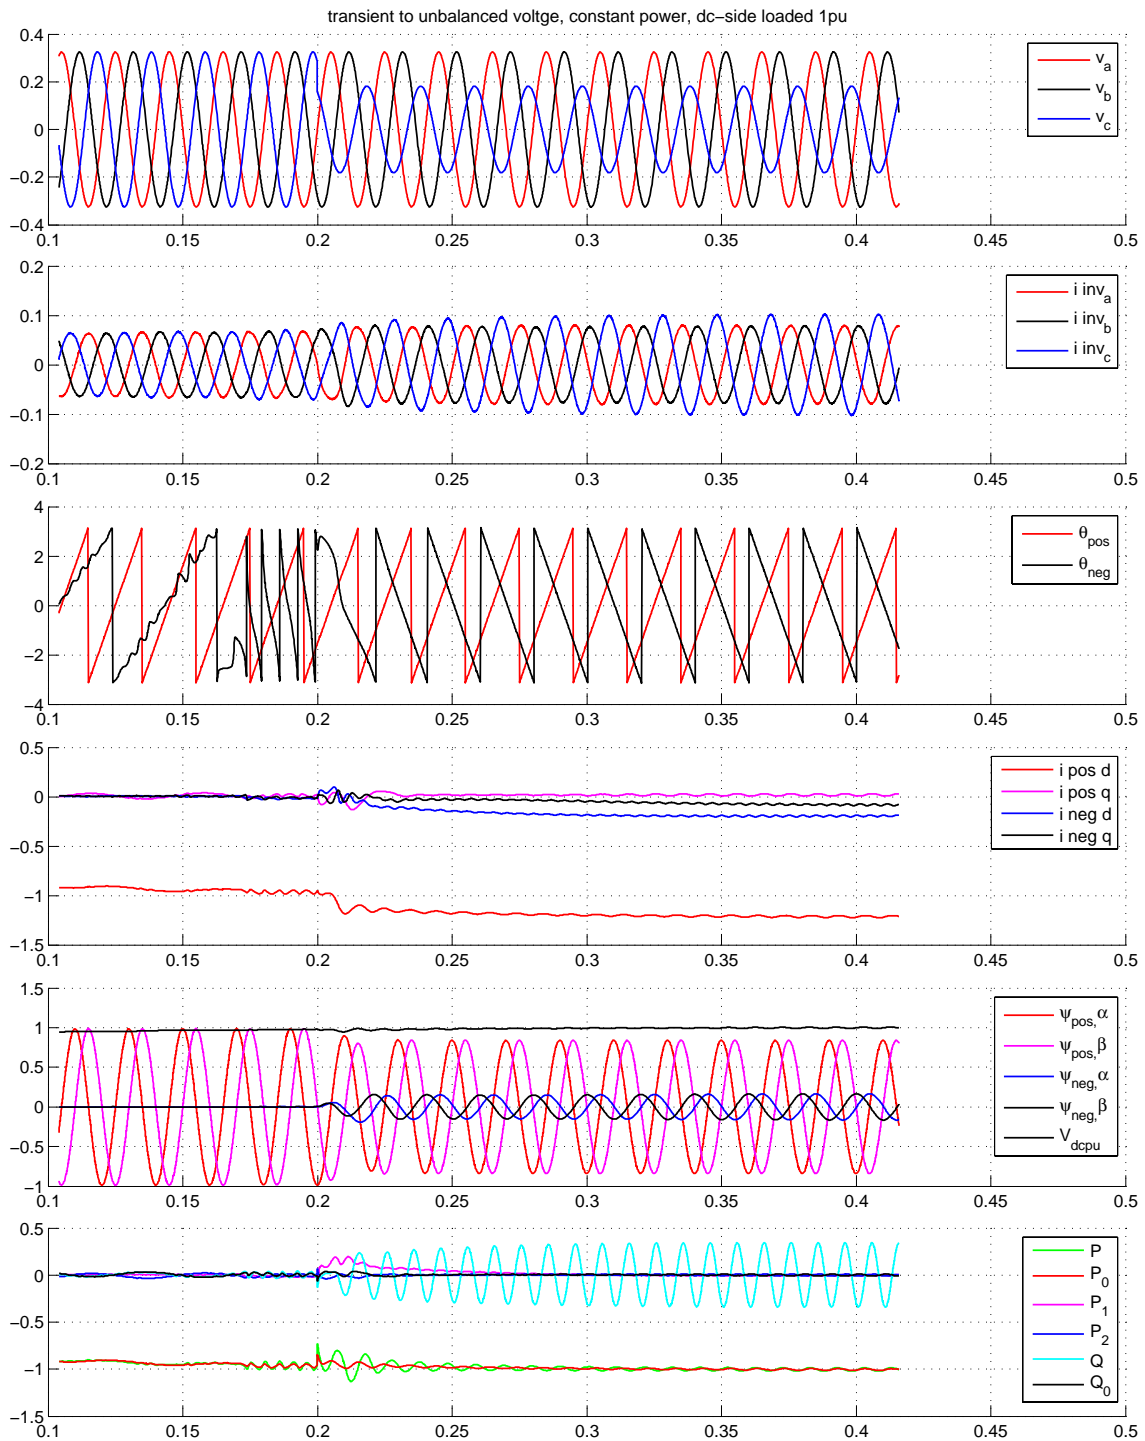 transient to unbalanced voltge, constant power, dc−side loaded 1pu
0.4
0.2
0
−0.2
−0.4
0.1 0.15 0.2 0.25 0.3 0.35 0.4 0.45 0.5
v_a
v_b
v_c
0.2
0.1
0
−0.1
−0.2
0.1 0.15 0.2 0.25 0.3 0.35 0.4 0.45 0.5
i inv_a
i inv_b
i inv_c
4
2
0
−2
−4
0.1 0.15 0.2 0.25 0.3 0.35 0.4 0.45 0.5
θ_pos
θ_neg
0.5
0
−0.5
−1
−1.5
0.1 0.15 0.2 0.25 0.3 0.35 0.4 0.45 0.5
i pos d
i pos q
i neg d
i neg q
1.5
1
0.5
0
−0.5
−1
0.1 0.15 0.2 0.25 0.3 0.35 0.4 0.45 0.5
ψ_pos,α
ψ_pos,β
ψ_neg,α
ψ_neg,β
V_dcpu
0.5
0
−0.5
−1
−1.5
0.1 0.15 0.2 0.25 0.3 0.35 0.4 0.45 0.5
P
P_0
P_1
P_2
Q
Q_0